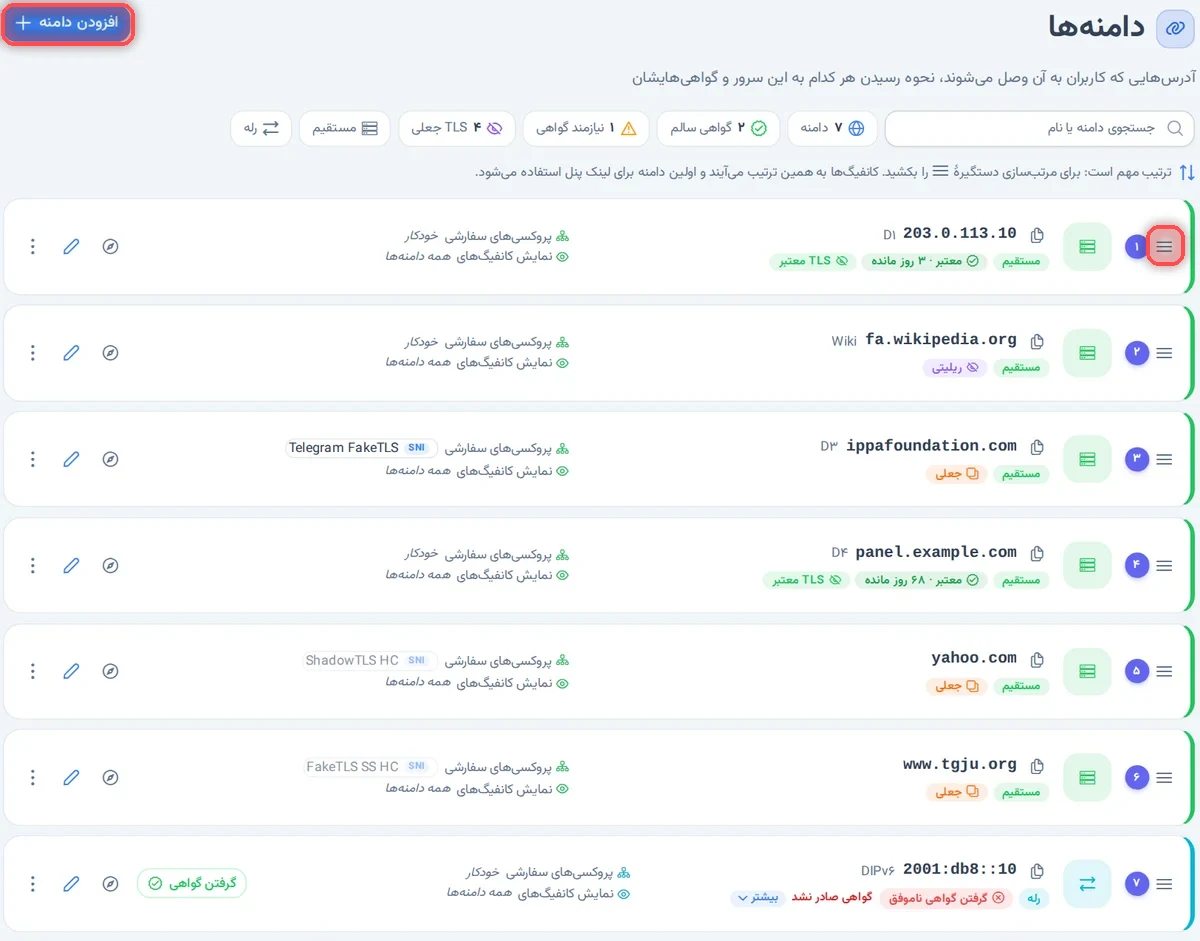 دامنه‌ها
افزودن دامنه +
آدرس‌هایی که کاربران به آن وصل می‌شوند، نحوه رسیدن هر کدام به این سرور و گواهی‌هایشان
جستجوی دامنه یا نام
۷ دامنه
۲ گواهی سالم
۱ نیازمند گواهی
۴ TLS جعلی
مستقیم
رله
ترتیب مهم است: برای مرتب‌سازی دستگیرهٔ ☰ را بکشید. کانفیگ‌ها به همین ترتیب می‌آیند و اولین دامنه برای لینک پنل استفاده می‌شود.
۱
203.0.113.10 D۱
مستقیم
معتبر · ۳ روز مانده
TLS معتبر
پروکسی‌های سفارشی خودکار
نمایش کانفیگ‌های همه دامنه‌ها
۲
fa.wikipedia.org Wiki
مستقیم
ریلیتی
پروکسی‌های سفارشی خودکار
نمایش کانفیگ‌های همه دامنه‌ها
۳
ippafoundation.com D۳
مستقیم
جعلی
پروکسی‌های سفارشی SNI Telegram FakeTLS
نمایش کانفیگ‌های همه دامنه‌ها
۴
panel.example.com D۴
مستقیم
معتبر · ۶۸ روز مانده
TLS معتبر
پروکسی‌های سفارشی خودکار
نمایش کانفیگ‌های همه دامنه‌ها
۵
yahoo.com
مستقیم
جعلی
پروکسی‌های سفارشی SNI ShadowTLS HC
نمایش کانفیگ‌های همه دامنه‌ها
۶
www.tgju.org
مستقیم
جعلی
پروکسی‌های سفارشی SNI FakeTLS SS HC
نمایش کانفیگ‌های همه دامنه‌ها
۷
2001:db8::10 DIPv۶
رله
گرفتن گواهی ناموفق
گواهی صادر نشد
بیشتر
پروکسی‌های سفارشی خودکار
نمایش کانفیگ‌های همه دامنه‌ها
گرفتن گواهی